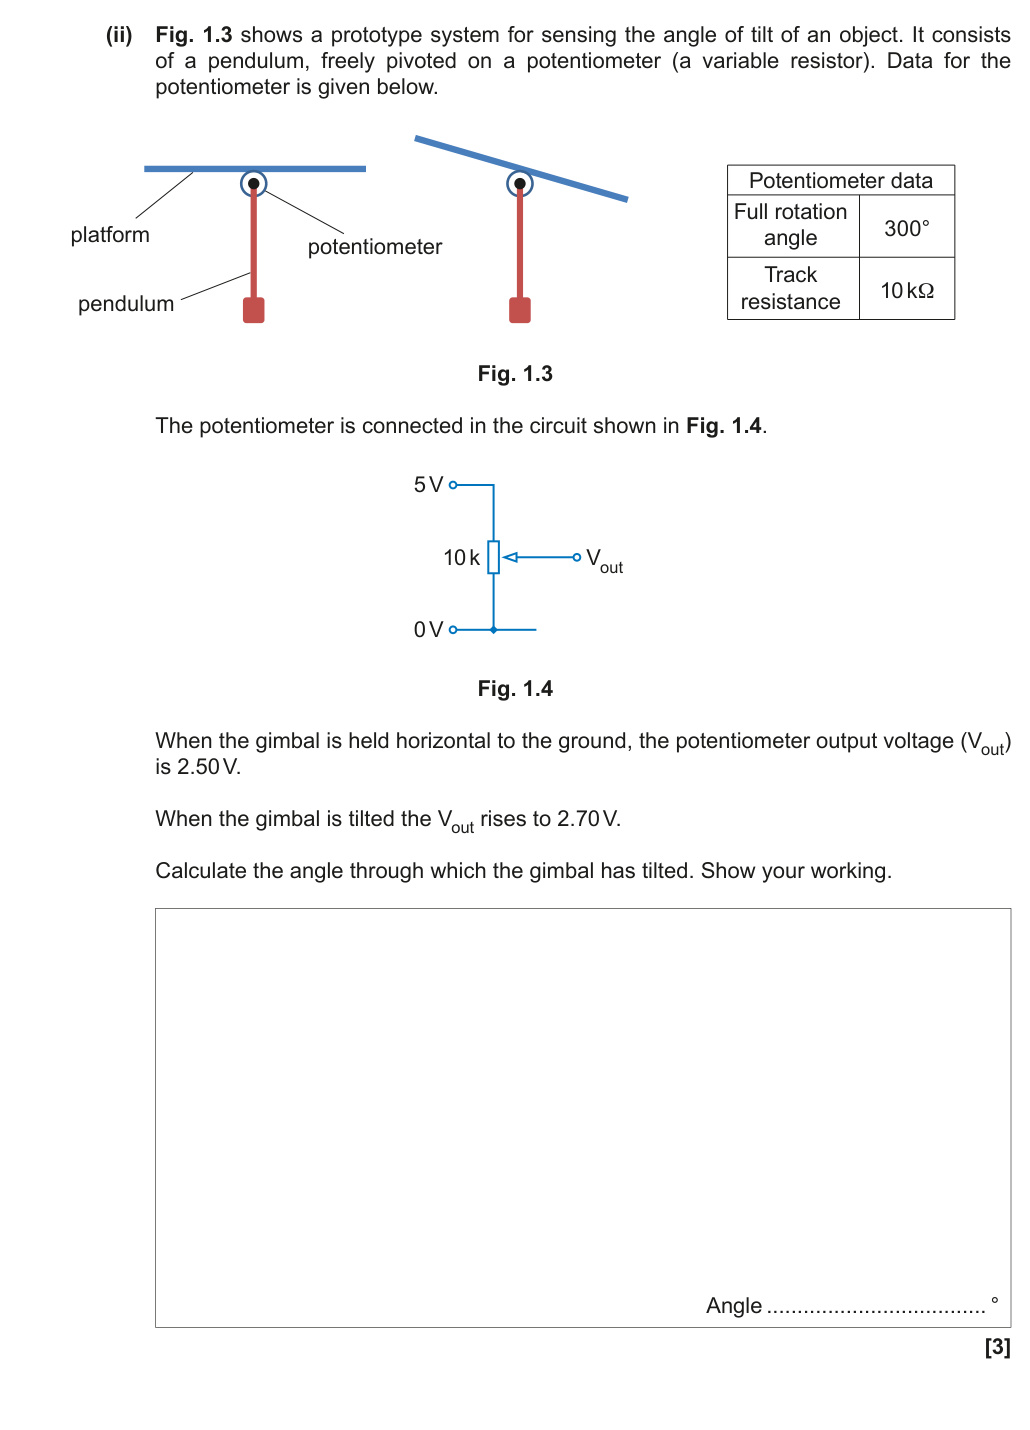 (ii) Fig. 1.3 shows a prototype system for sensing the angle of tilt of an object. It consists
of a pendulum, freely pivoted on a potentiometer (a variable resistor). Data for the
potentiometer is given below.
platform
pendulum
potentiometer
Potentiometer data
Full rotation
angle
300°
Track
resistance
10 kΩ
Fig. 1.3
The potentiometer is connected in the circuit shown in Fig. 1.4.
5 V
10 k
Vout
0 V
Fig. 1.4
When the gimbal is held horizontal to the ground, the potentiometer output voltage (Vout)
is 2.50 V.
When the gimbal is tilted the Vout rises to 2.70 V.
Calculate the angle through which the gimbal has tilted. Show your working.
Angle .................................... °
[3]